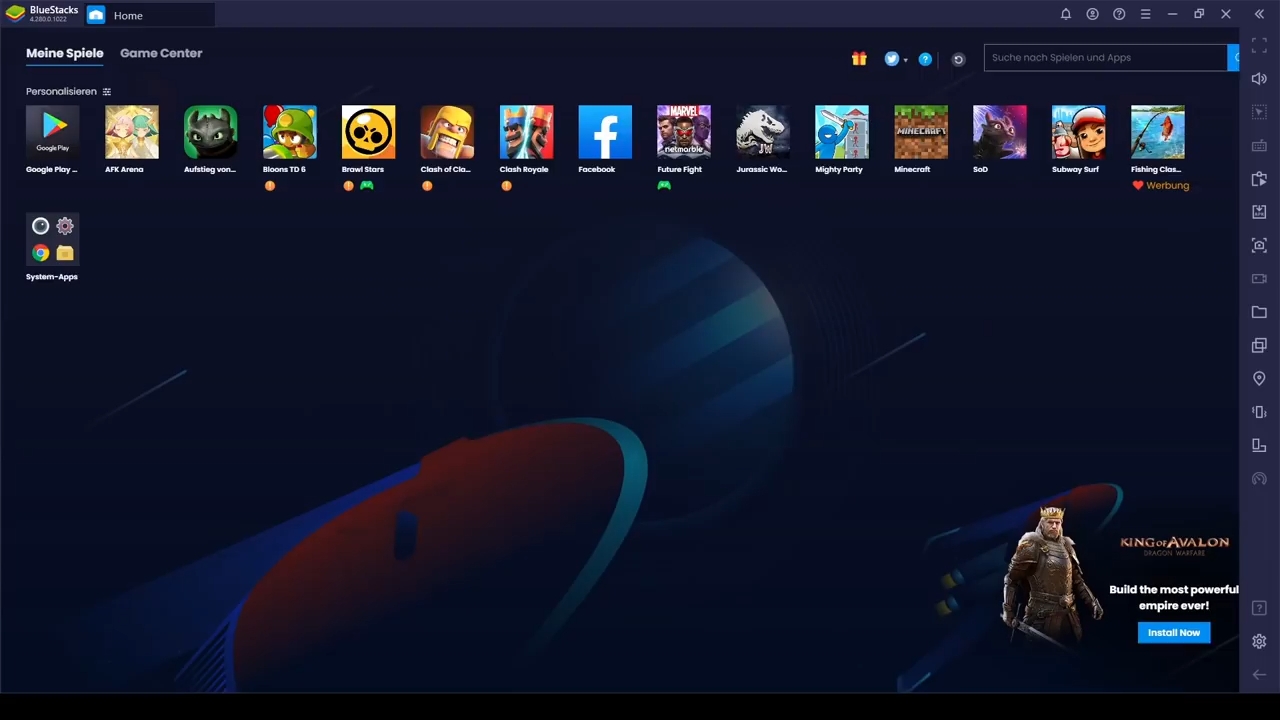 BlueStacks
4.280.0.1022
Home
Meine Spiele
Game Center
Suche nach Spielen und Apps
Personalisieren
Google Play
MARVEL
netmarble
JW
MINECRAFT
Google Play ...
AFK Arena
Aufstieg von...
Bloons TD 6
Brawl Stars
Clash of Cla...
Clash Royale
Facebook
Future Fight
Jurassic Wo...
Mighty Party
Minecraft
SoD
Subway Surf
Fishing Clas...
Werbung
System-Apps
KING OF AVALON
DRAGON WARFARE
Build the most powerful
empire ever!
Install Now